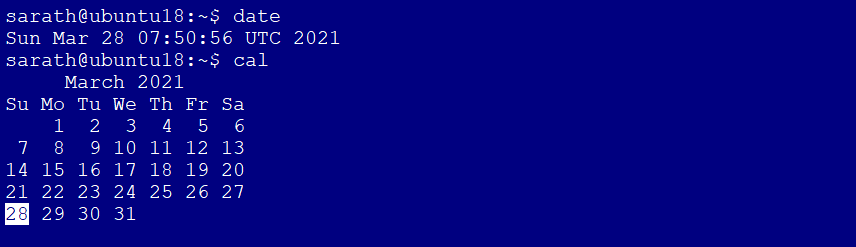 sarath@ubuntu18:~$ date
Sun Mar 28 07:50:56 UTC 2021
sarath@ubuntu18:~$ cal
     March 2021
Su Mo Tu We Th Fr Sa
    1  2  3  4  5  6
 7  8  9 10 11 12 13
14 15 16 17 18 19 20
21 22 23 24 25 26 27
28 29 30 31